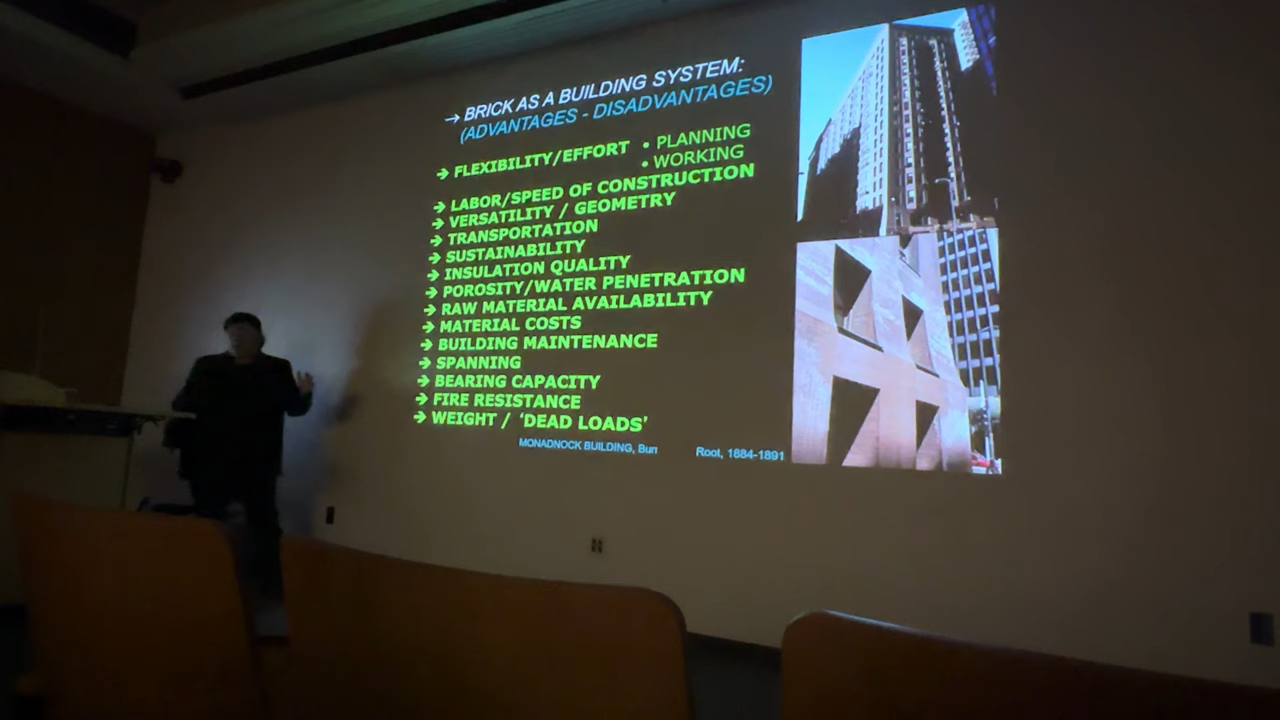 → BRICK AS A BUILDING SYSTEM:
(ADVANTAGES - DISADVANTAGES)
→ FLEXIBILITY/EFFORT • PLANNING
• WORKING
→ LABOR/SPEED OF CONSTRUCTION
→ VERSATILITY / GEOMETRY
→ TRANSPORTATION
→ SUSTAINABILITY
→ INSULATION QUALITY
→ POROSITY/WATER PENETRATION
→ RAW MATERIAL AVAILABILITY
→ MATERIAL COSTS
→ BUILDING MAINTENANCE
→ SPANNING
→ BEARING CAPACITY
→ FIRE RESISTANCE
→ WEIGHT / ‘DEAD LOADS’
MONADNOCK BUILDING, Root, 1884-1891